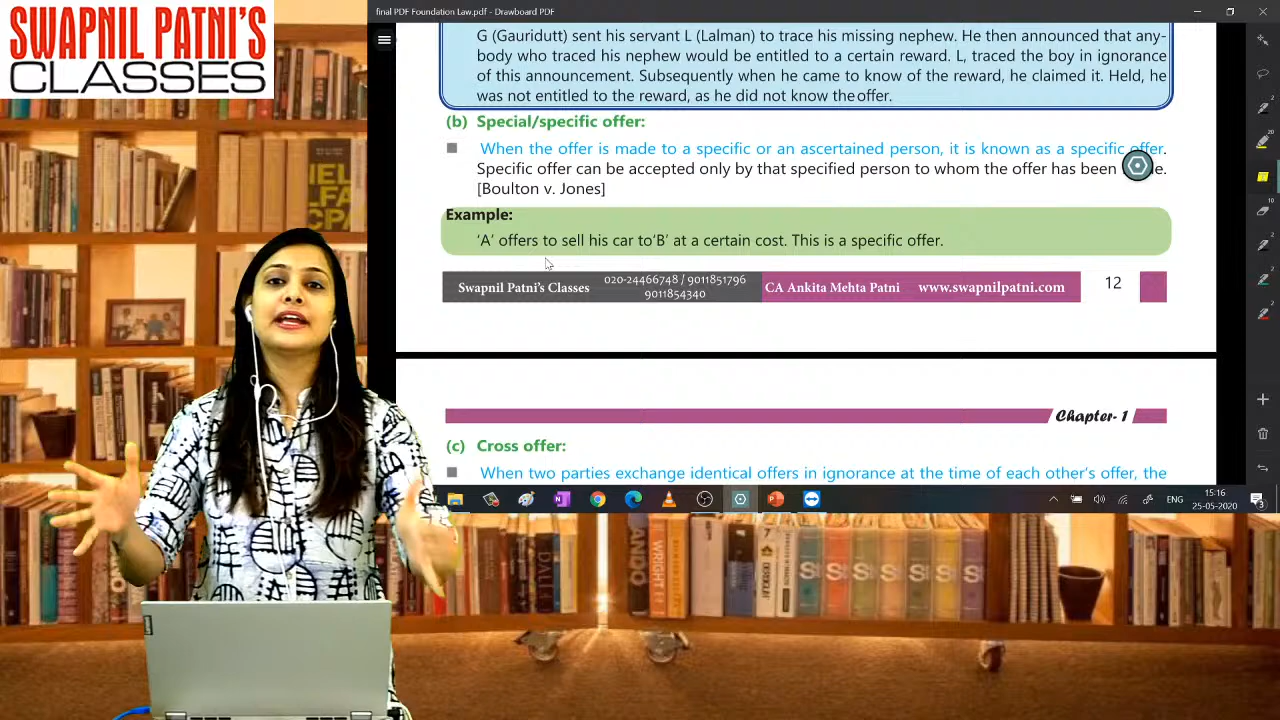 SWAPNIL PATNI'S
CLASSES
final PDF Foundation Law.pdf - Drawboard PDF
G (Gauridutt) sent his servant L (Lalman) to trace his missing nephew. He then announced that any-
body who traced his nephew would be entitled to a certain reward. L, traced the boy in ignorance
of this announcement. Subsequently when he came to know of the reward, he claimed it. Held, he
was not entitled to the reward, as he did not know theoffer.
(b) Special/specific offer:
When the offer is made to a specific or an ascertained person, it is known as a specific offer.
Specific offer can be accepted only by that specified person to whom the offer has been
[Boulton v. Jones]
Example:
‘A’ offers to sell his car to‘B’ at a certain cost. This is a specific offer.
Swapnil Patni's Classes 020-24466748 / 9011851796 CA Ankita Mehta Patni www.swapnilpatni.com 12
9011854340
Chapter- 1
(c) Cross offer:
When two parties exchange identical offers in ignorance at the time of each other's offer, the
ENG
15:16
25-05-2020